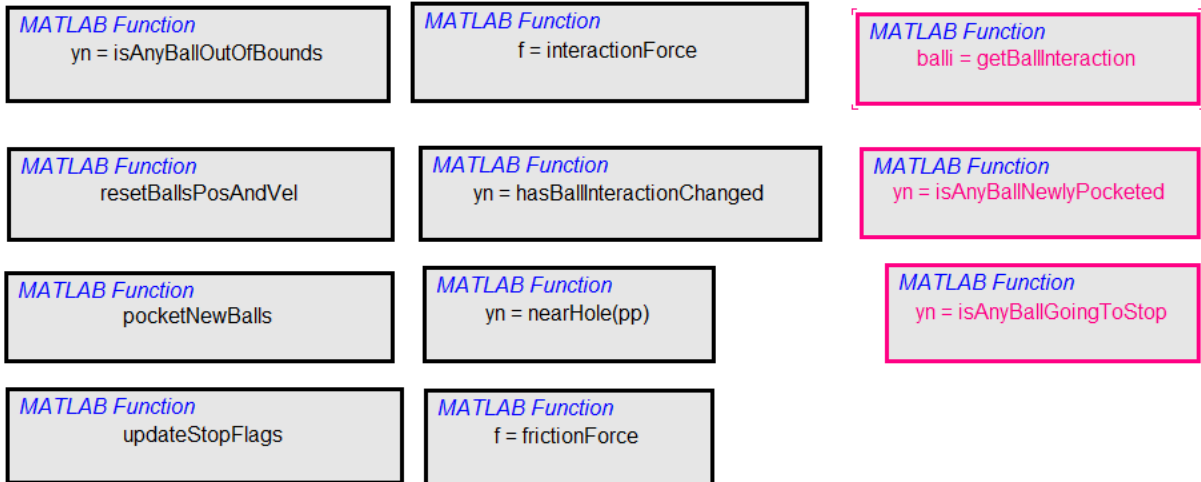 MATLAB Function
yn = isAnyBallOutOfBounds
MATLAB Function
f = interactionForce
MATLAB Function
balli = getBallInteraction
MATLAB Function
resetBallsPosAndVel
MATLAB Function
yn = hasBallInteractionChanged
MATLAB Function
yn = isAnyBallNewlyPocketed
MATLAB Function
pocketNewBalls
MATLAB Function
yn = nearHole(pp)
MATLAB Function
yn = isAnyBallGoingToStop
MATLAB Function
updateStopFlags
MATLAB Function
f = frictionForce